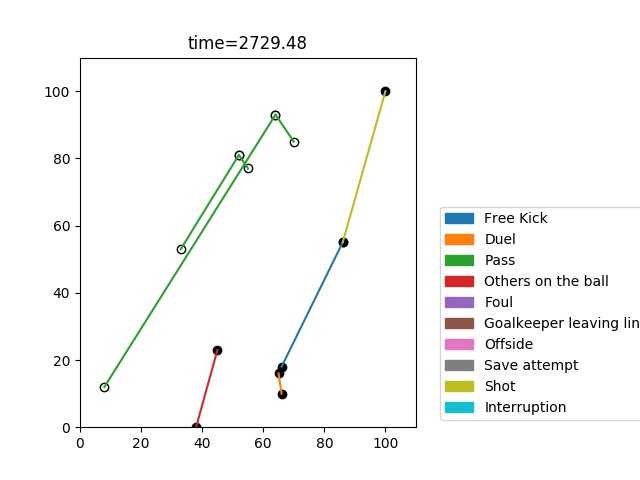 time=2729.48
100
80
60
40
20
0
0 20 40 60 80 100
Free Kick
Duel
Pass
Others on the ball
Foul
Goalkeeper leaving lin
Offside
Save attempt
Shot
Interruption